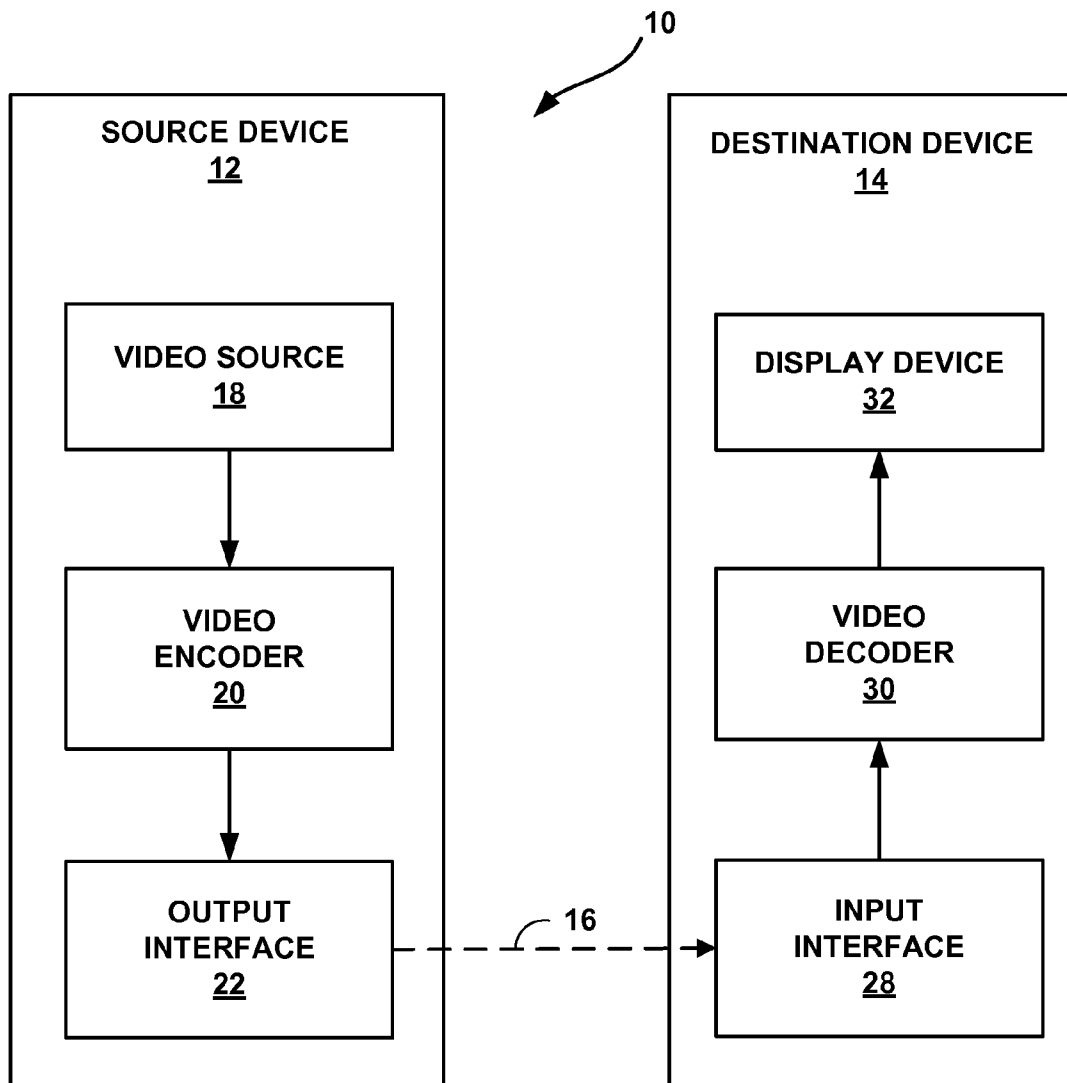 10
SOURCE DEVICE
12
VIDEO SOURCE
18
VIDEO
ENCODER
20
OUTPUT
INTERFACE
22
16
DESTINATION DEVICE
14
DISPLAY DEVICE
32
VIDEO
DECODER
30
INPUT
INTERFACE
28